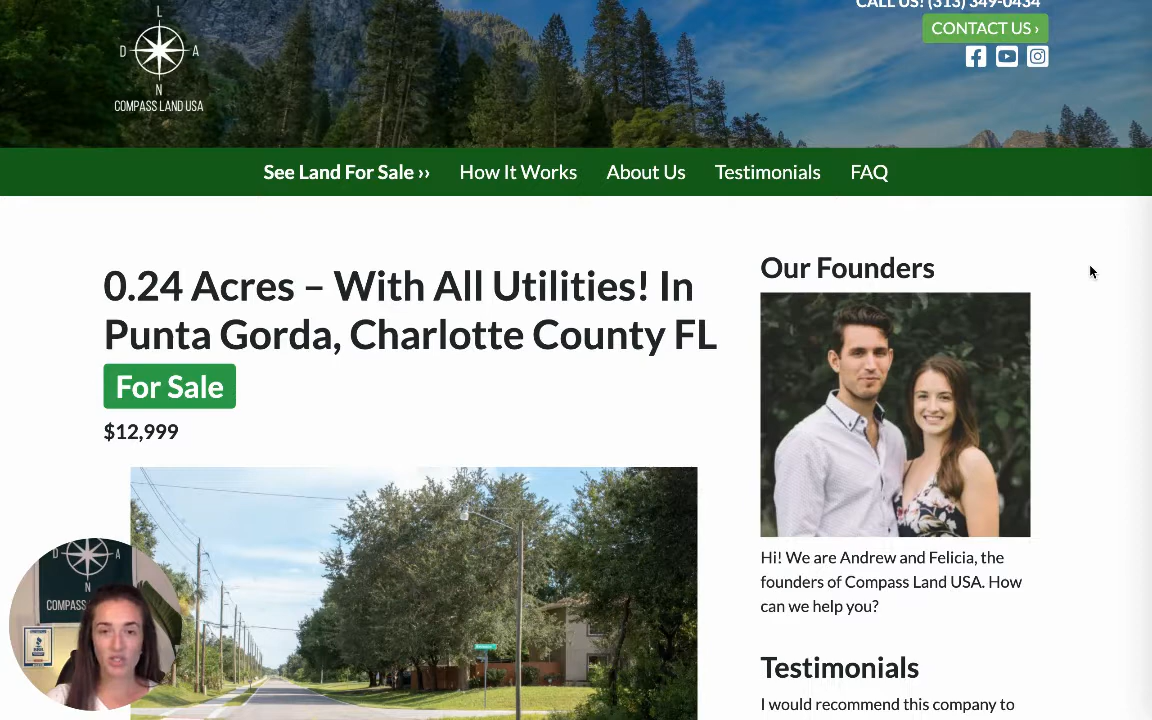 L
D A
N
COMPASS LAND USA
CALL US! (313) 349-0434
CONTACT US ›
See Land For Sale ››
How It Works
About Us
Testimonials
FAQ
0.24 Acres – With All Utilities! In
Punta Gorda, Charlotte County FL
For Sale
$12,999
Our Founders
Hi! We are Andrew and Felicia, the
founders of Compass Land USA. How
can we help you?
Testimonials
I would recommend this company to
D A
N
COMPASS